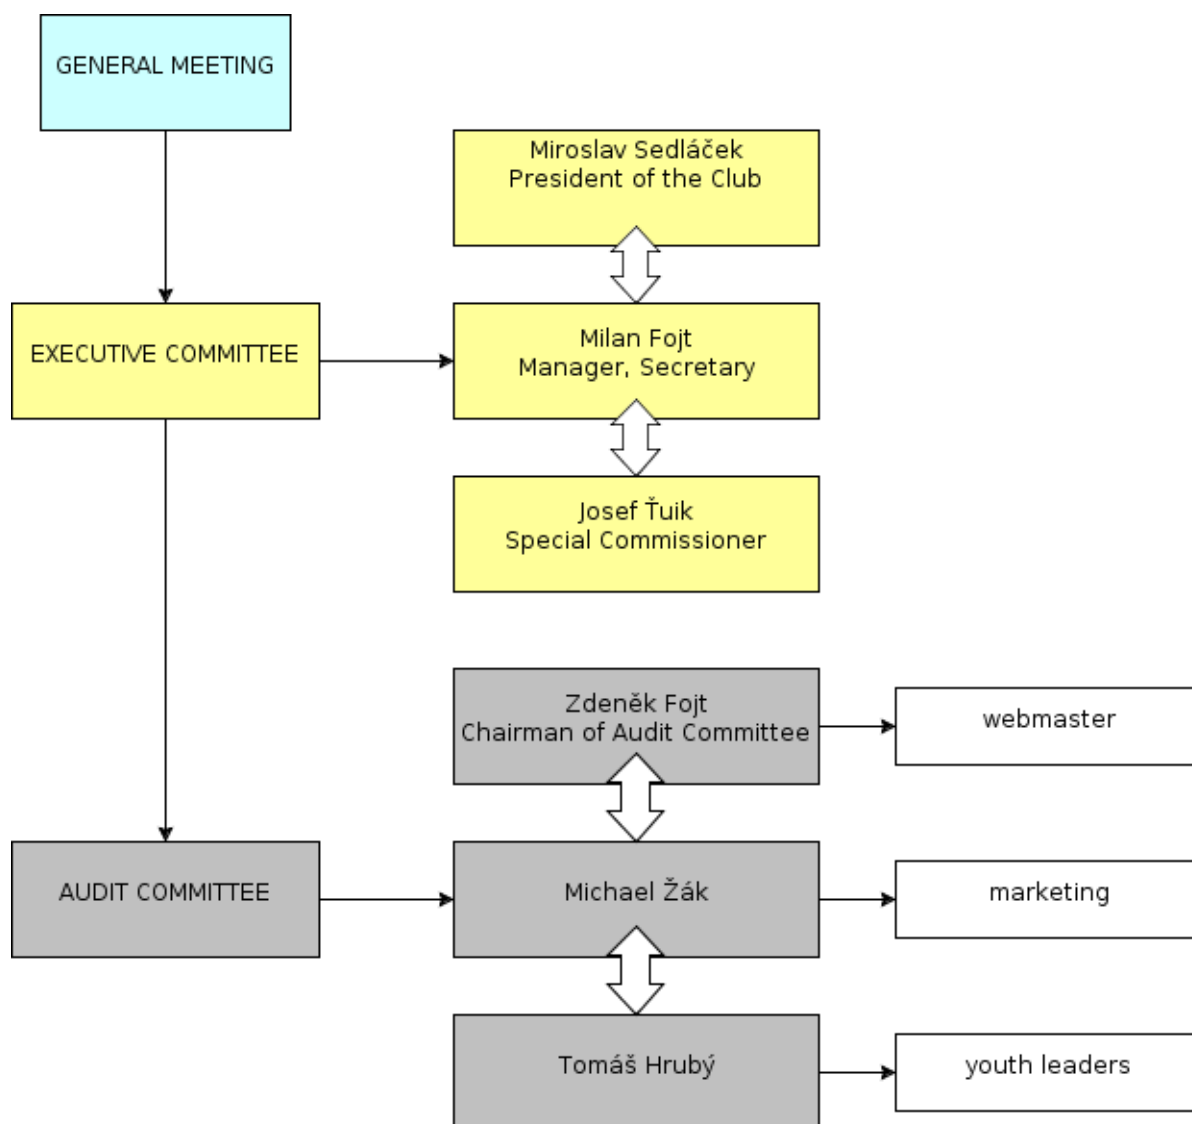 GENERAL MEETING
Miroslav Sedláček
President of the Club
EXECUTIVE COMMITTEE
Milan Fojt
Manager, Secretary
Josef Ťuik
Special Commissioner
Zdeněk Fojt
Chairman of Audit Committee
webmaster
AUDIT COMMITTEE
Michael Žák
marketing
Tomáš Hrubý
youth leaders